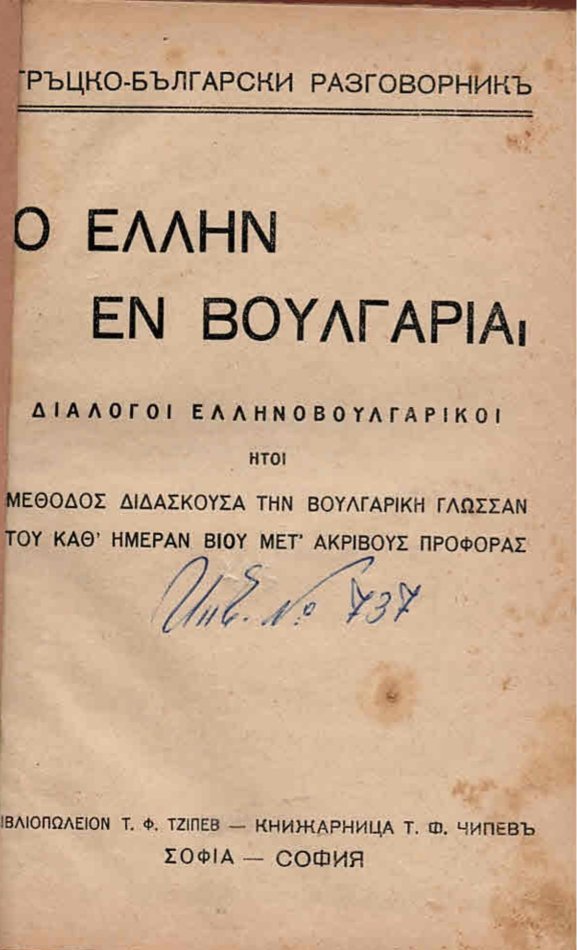 ГРЪЦКО-БЪЛГАРСКИ РАЗГОВОРНИКЪ
Ο ΕΛΛΗΝ
ΕΝ ΒΟΥΛΓΑΡΙΑι
ΔΙΑΛΟΓΟΙ ΕΛΛΗΝΟΒΟΥΛΓΑΡΙΚΟΙ
ΗΤΟΙ
ΜΕΘΟΔΟΣ ΔΙΔΑΣΚΟΥΣΑ ΤΗΝ ΒΟΥΛΓΑΡΙΚΗ ΓΛΩΣΣΑΝ
ΤΟΥ ΚΑΘ' ΗΜΕΡΑΝ ΒΙΟΥ ΜΕΤ' ΑΚΡΙΒΟΥΣ ΠΡΟΦΟΡΑΣ
№ 737
ΒΙΒΛΙΟΠΩΛΕΙΟΝ Τ. Φ. ΤΖΙΠΕΒ — КНИЖАРНИЦА Т. Ф. ЧИПЕВЪ
ΣΟΦΙΑ — СОФИЯ